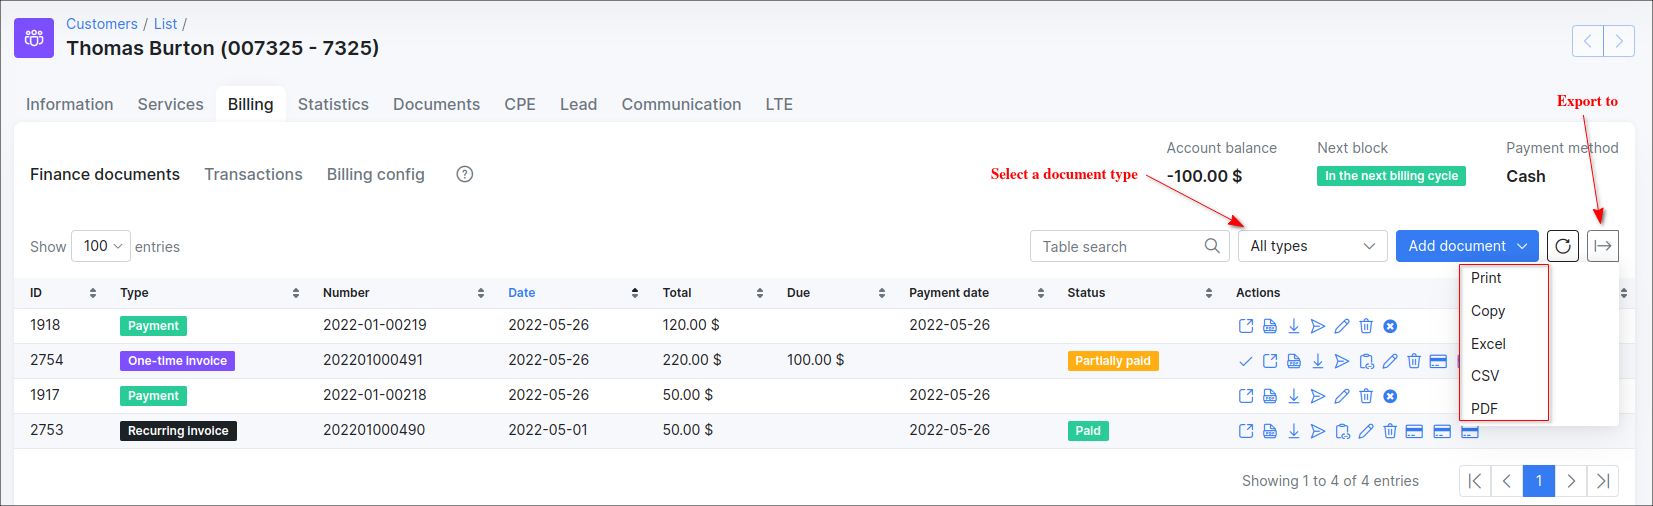 Customers / List /
Thomas Burton (007325 - 7325)
Information Services Billing Statistics Documents CPE Lead Communication LTE
Export to
Account balance Next block Payment method
Finance documents Transactions Billing config ?
Select a document type
-100.00 $ In the next billing cycle Cash
Show 100 entries Table search All types Add document
ID Type Number Date Total Due Payment date Status Actions
Print
1918 Payment 2022-01-00219 2022-05-26 120.00 $ 2022-05-26
Copy
2754 One-time invoice 202201000491 2022-05-26 220.00 $ 100.00 $ Partially paid
Excel
1917 Payment 2022-01-00218 2022-05-26 50.00 $ 2022-05-26
CSV
2753 Recurring invoice 202201000490 2022-05-01 50.00 $ 2022-05-26 Paid
PDF
Showing 1 to 4 of 4 entries 1